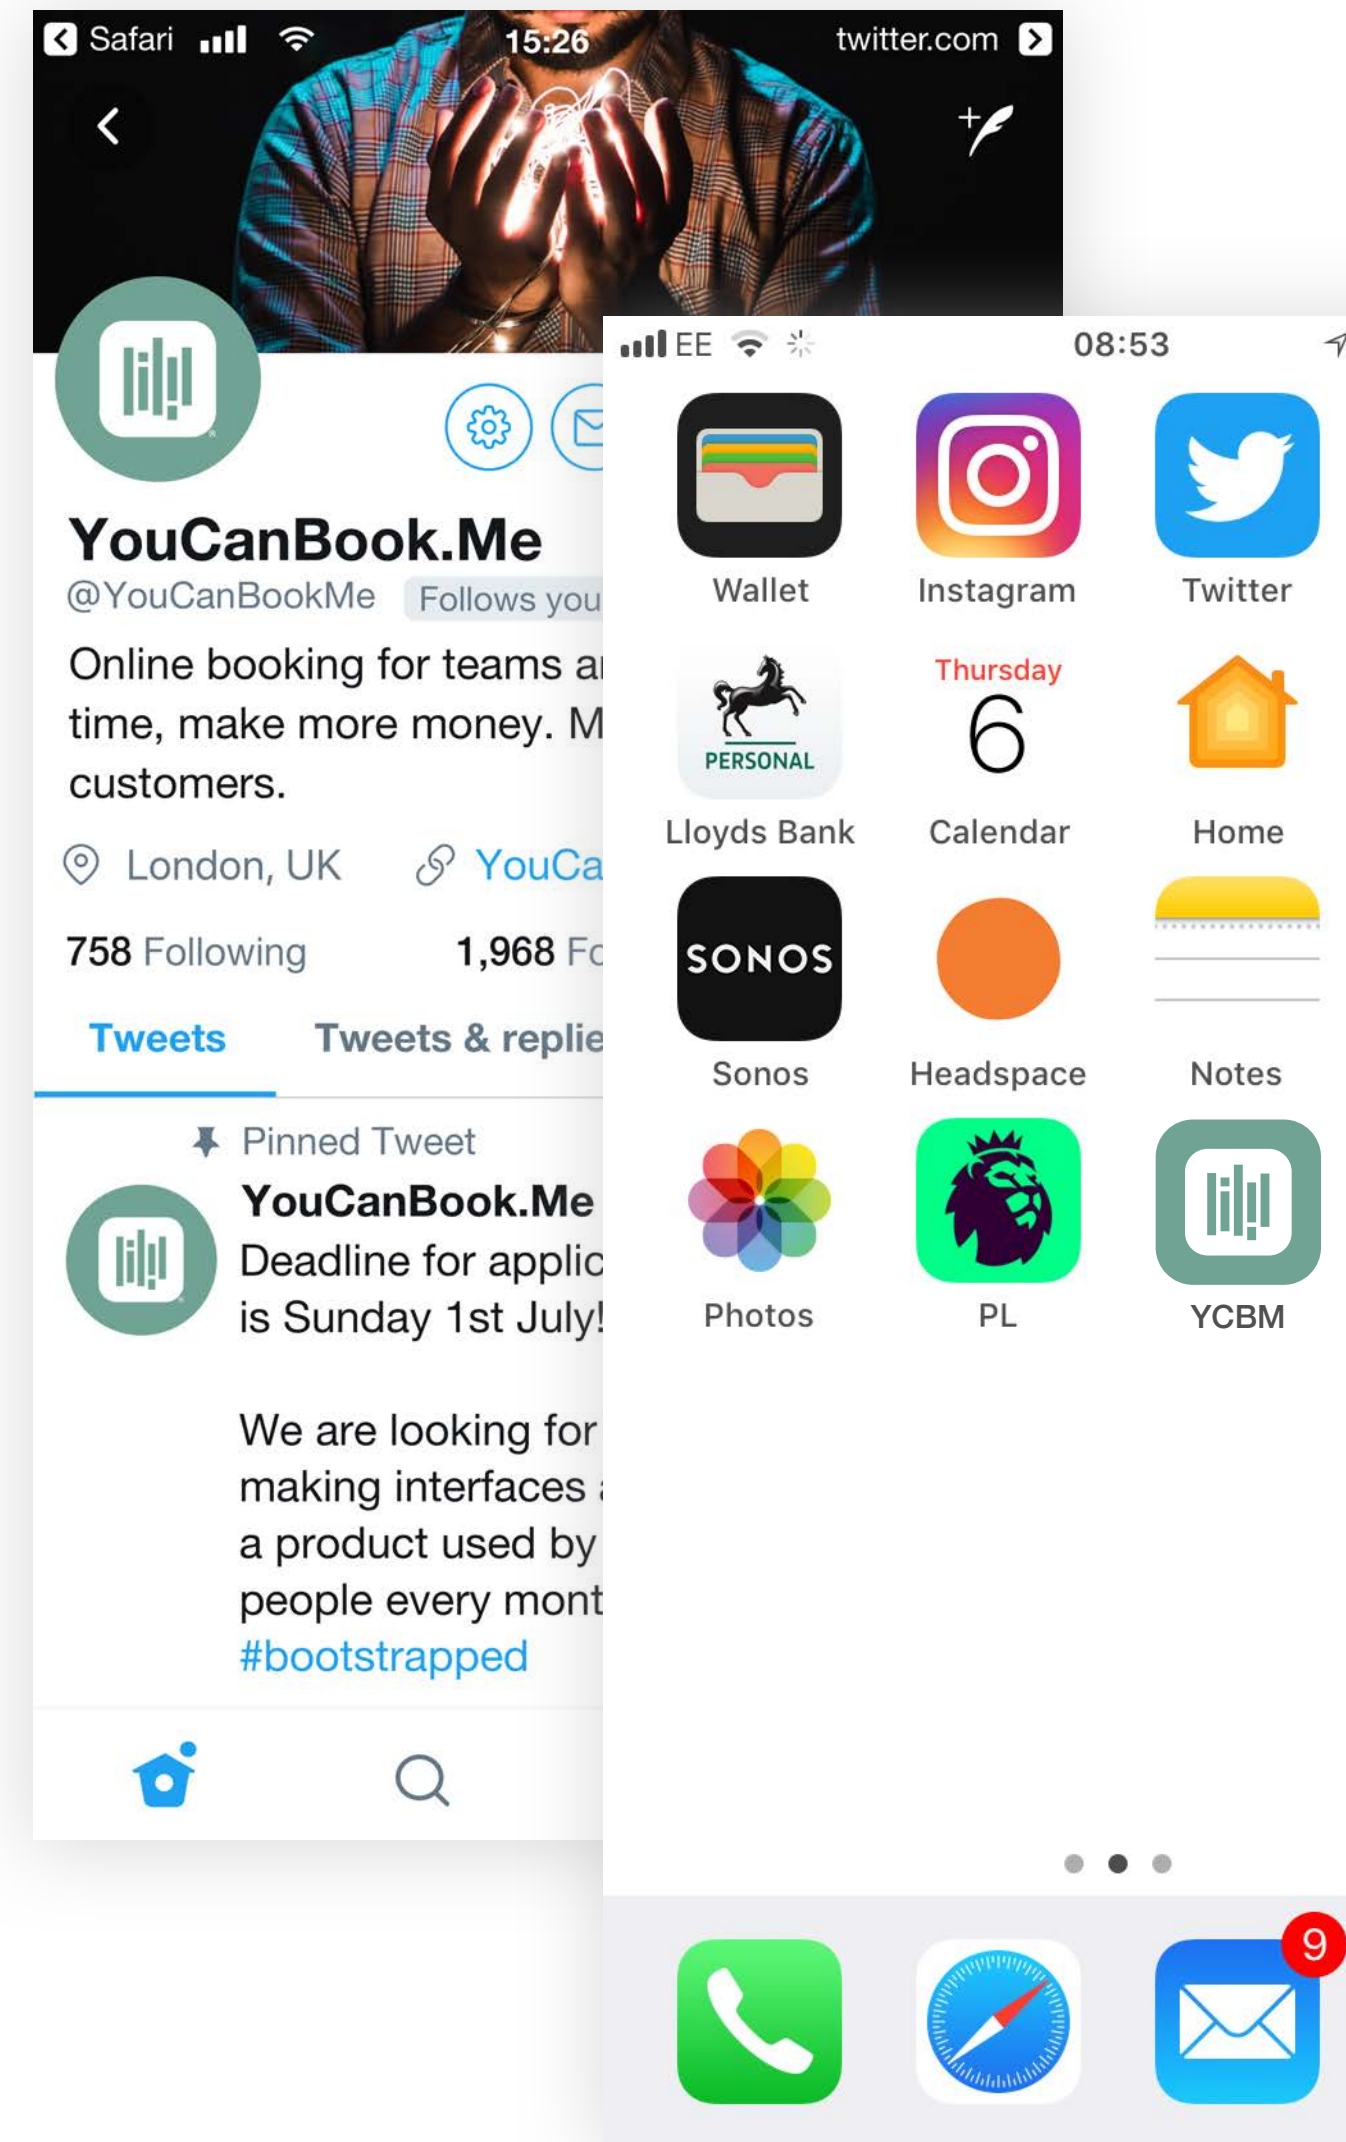 Safari
15:26
twitter.com
YouCanBook.Me
@YouCanBookMe Follows you
Online booking for teams
time, make more money.
customers.
London, UK YouCa
758 Following 1,968
Tweets Tweets & replie
Pinned Tweet
YouCanBook.Me
Deadline for applic
is Sunday 1st July!
We are looking for
making interfaces
a product used by
people every mont
#bootstrapped
EE 08:53
Wallet Instagram Twitter
PERSONAL
Thursday
6
Lloyds Bank Calendar Home
SONOS
Sonos Headspace Notes
Photos PL YCBM
9